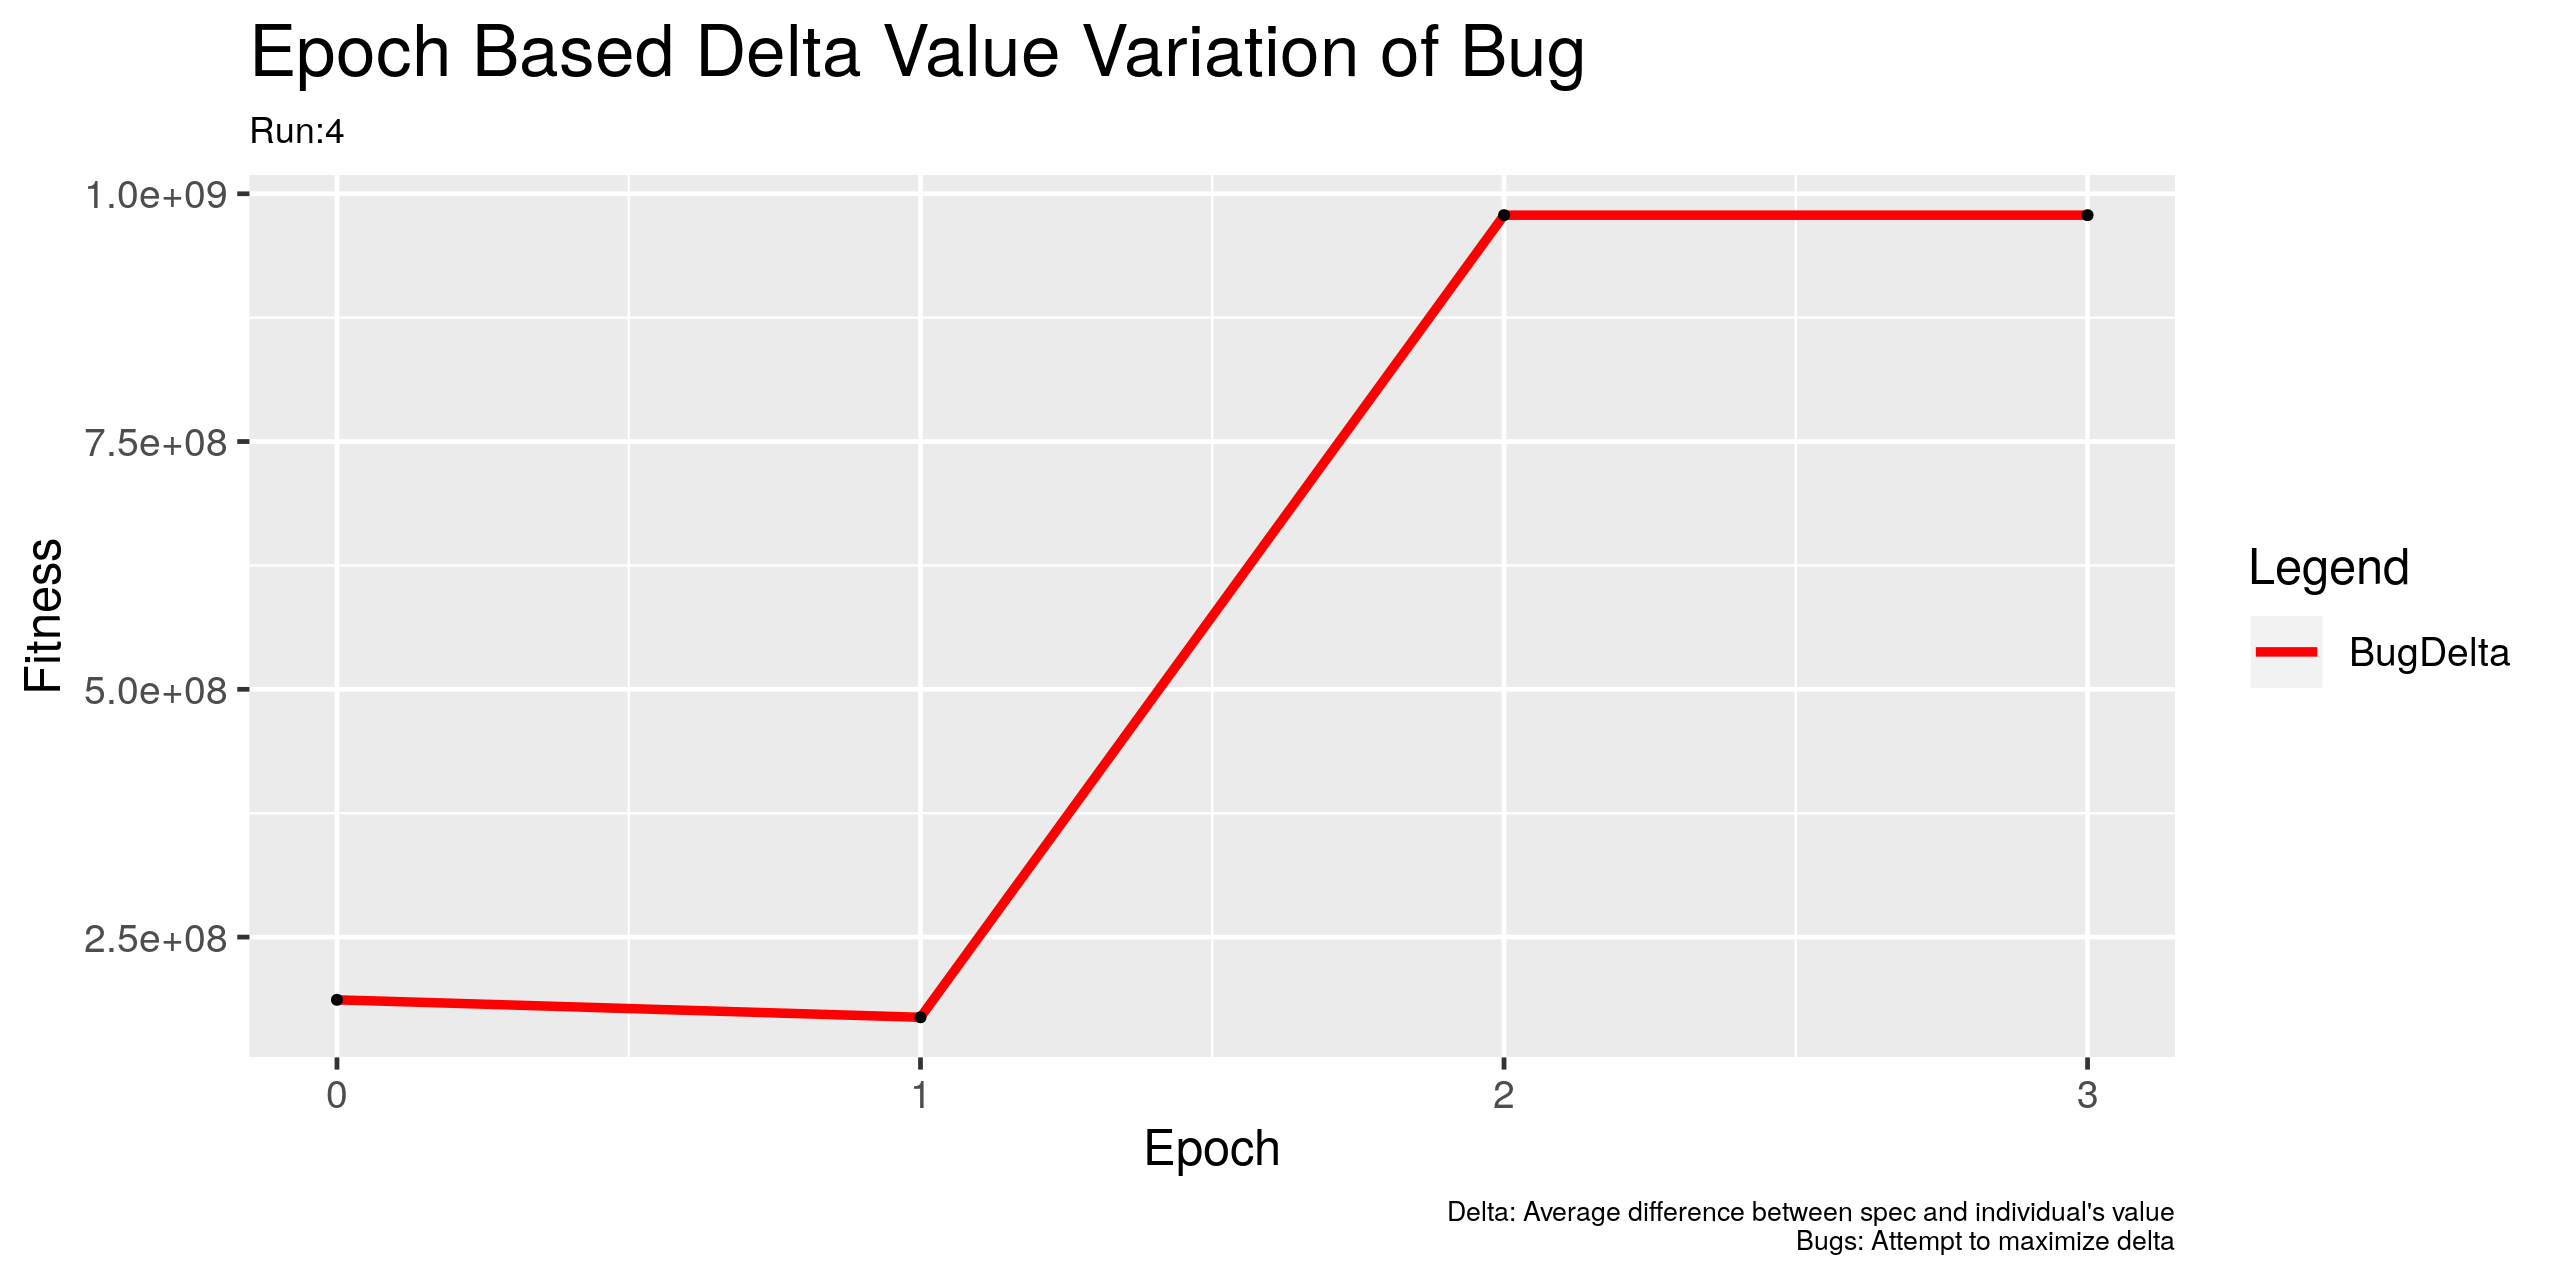 Epoch Based Delta Value Variation of Bug
Run:4
1.0e+09
7.5e+08
5.0e+08
2.5e+08
Fitness
0 1 2 3
Epoch
Legend
BugDelta
Delta: Average difference between spec and individual's value
Bugs: Attempt to maximize delta